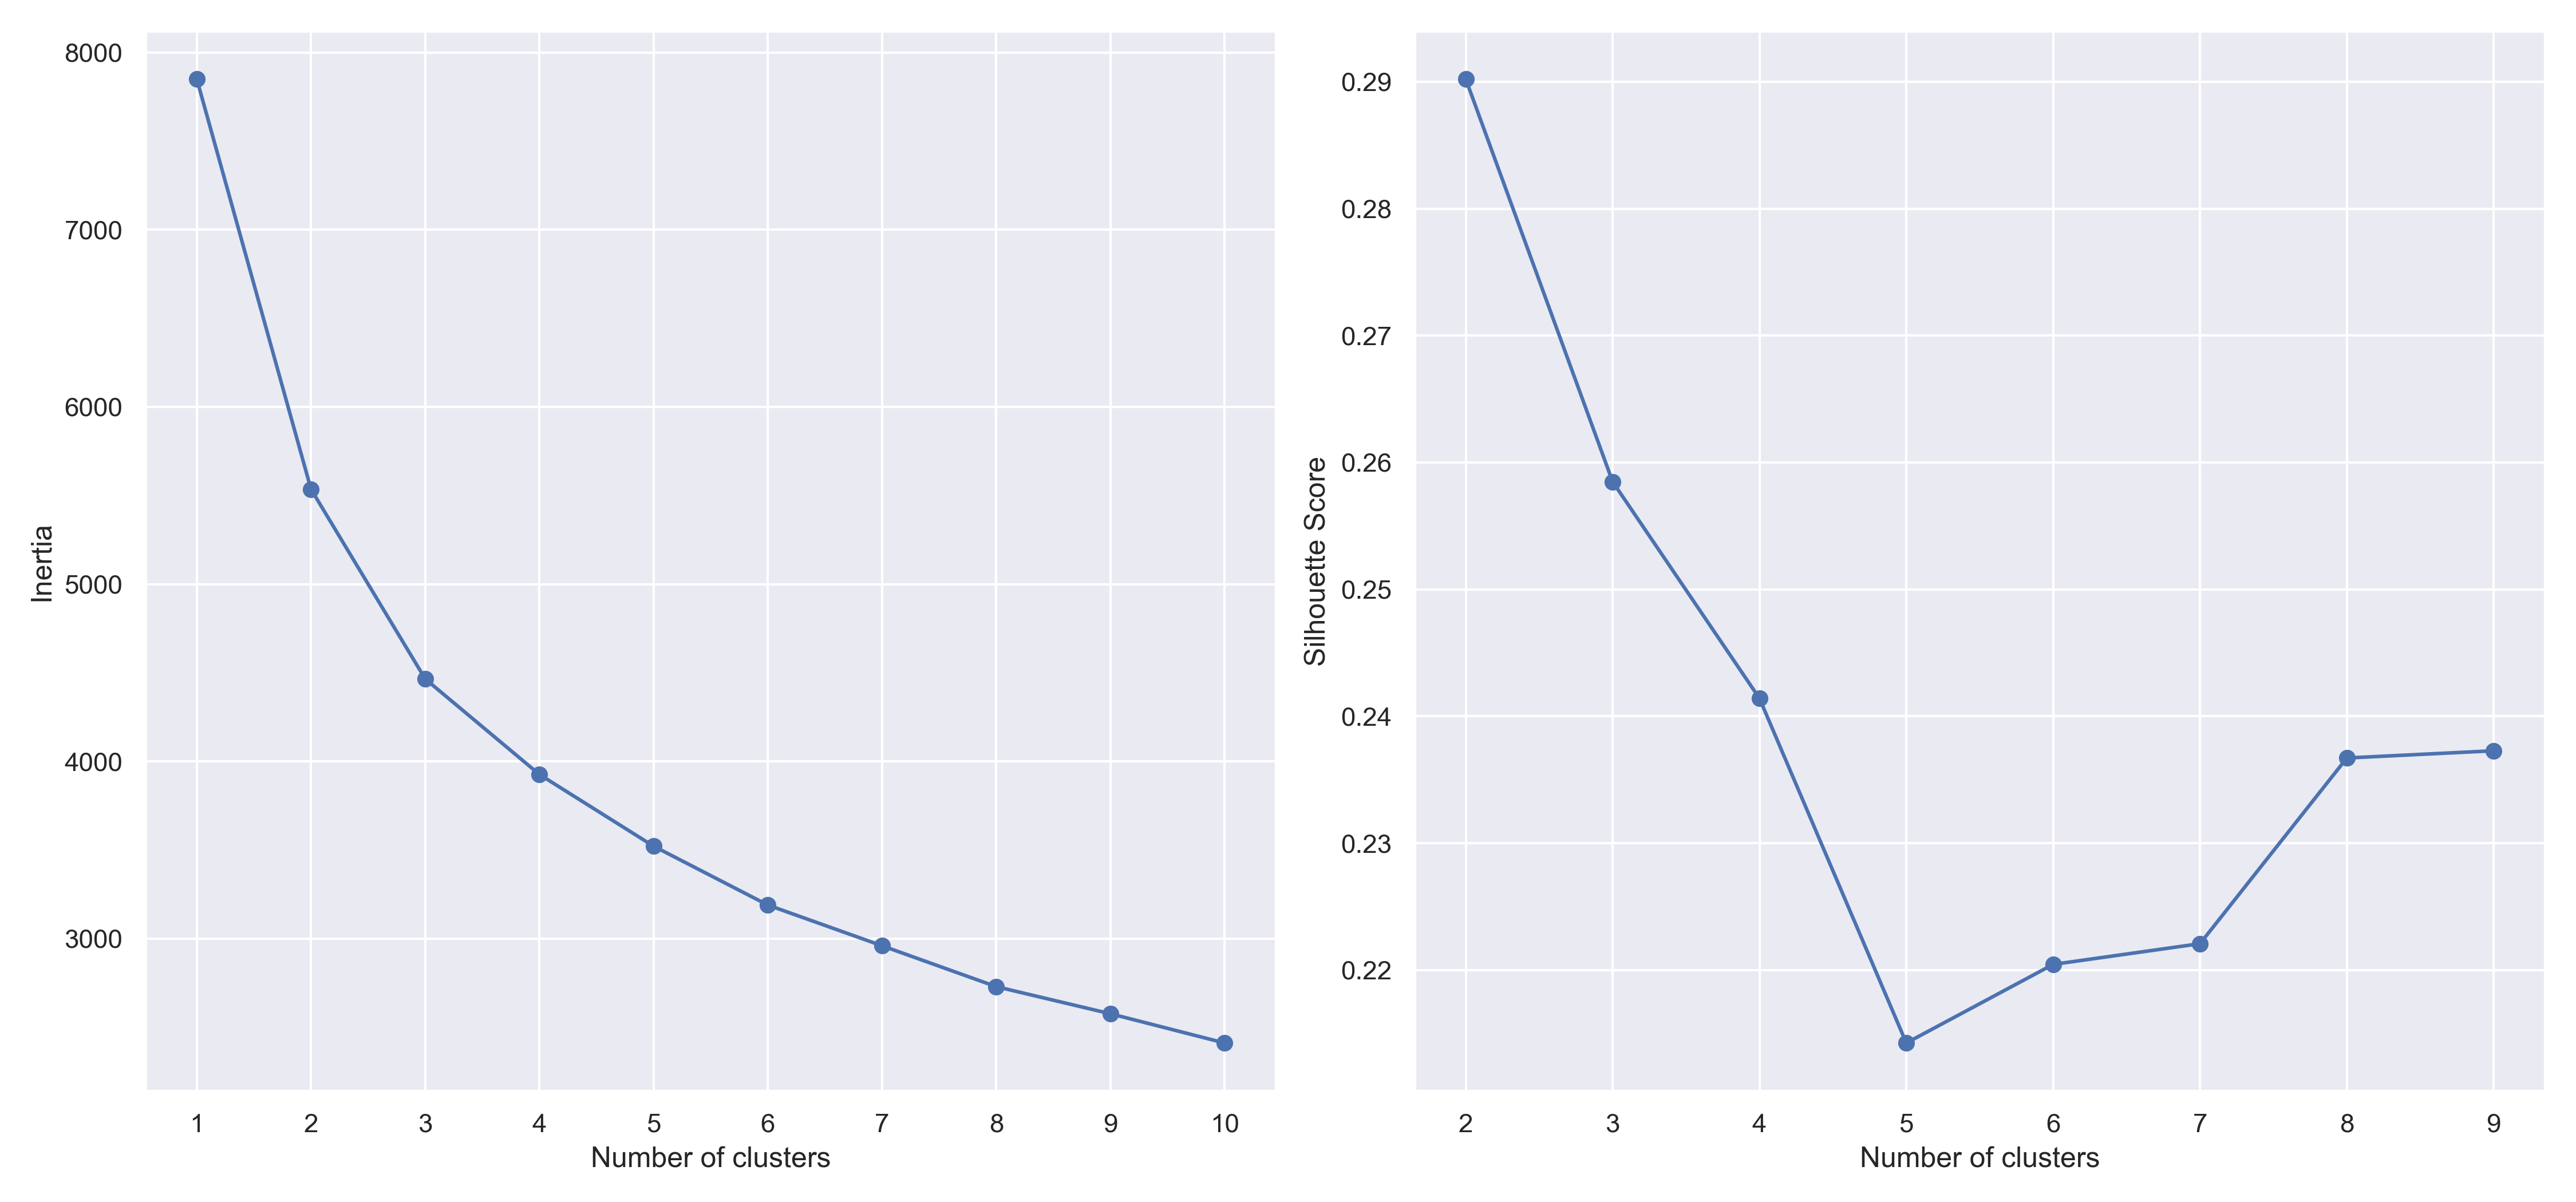 8000
7000
6000
5000
4000
3000
Inertia
1 2 3 4 5 6 7 8 9 10
Number of clusters
0.29
0.28
0.27
0.26
0.25
0.24
0.23
0.22
Silhouette Score
2 3 4 5 6 7 8 9
Number of clusters